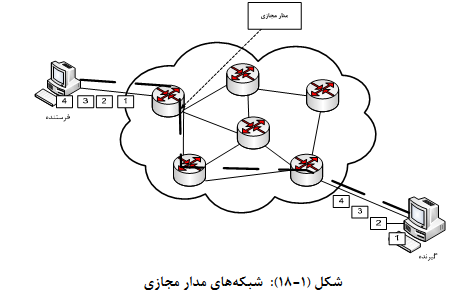 مدار مجازی
4 3 2 1
فرستنده
4
3
2
1
گیرنده
شکل (۱-۱۸): شبکه‌های مدار مجازی